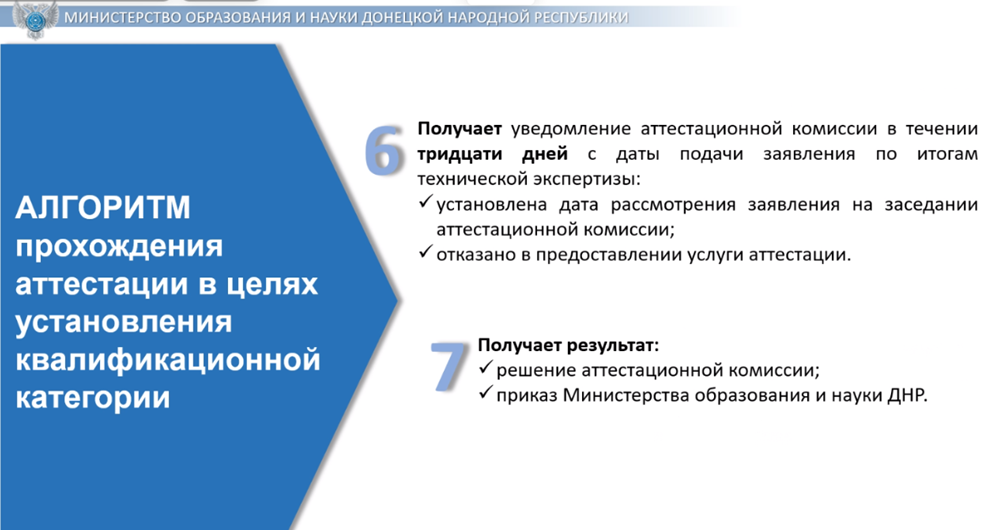 МИНИСТЕРСТВО ОБРАЗОВАНИЯ И НАУКИ ДОНЕЦКОЙ НАРОДНОЙ РЕСПУБЛИКИ
АЛГОРИТМ
прохождения
аттестации в целях
установления
квалификационной
категории
6
Получает уведомление аттестационной комиссии в течении
тридцати дней с даты подачи заявления по итогам
технической экспертизы:
✓установлена дата рассмотрения заявления на заседании
аттестационной комиссии;
✓отказано в предоставлении услуги аттестации.
7
Получает результат:
✓решение аттестационной комиссии;
✓приказ Министерства образования и науки ДНР.